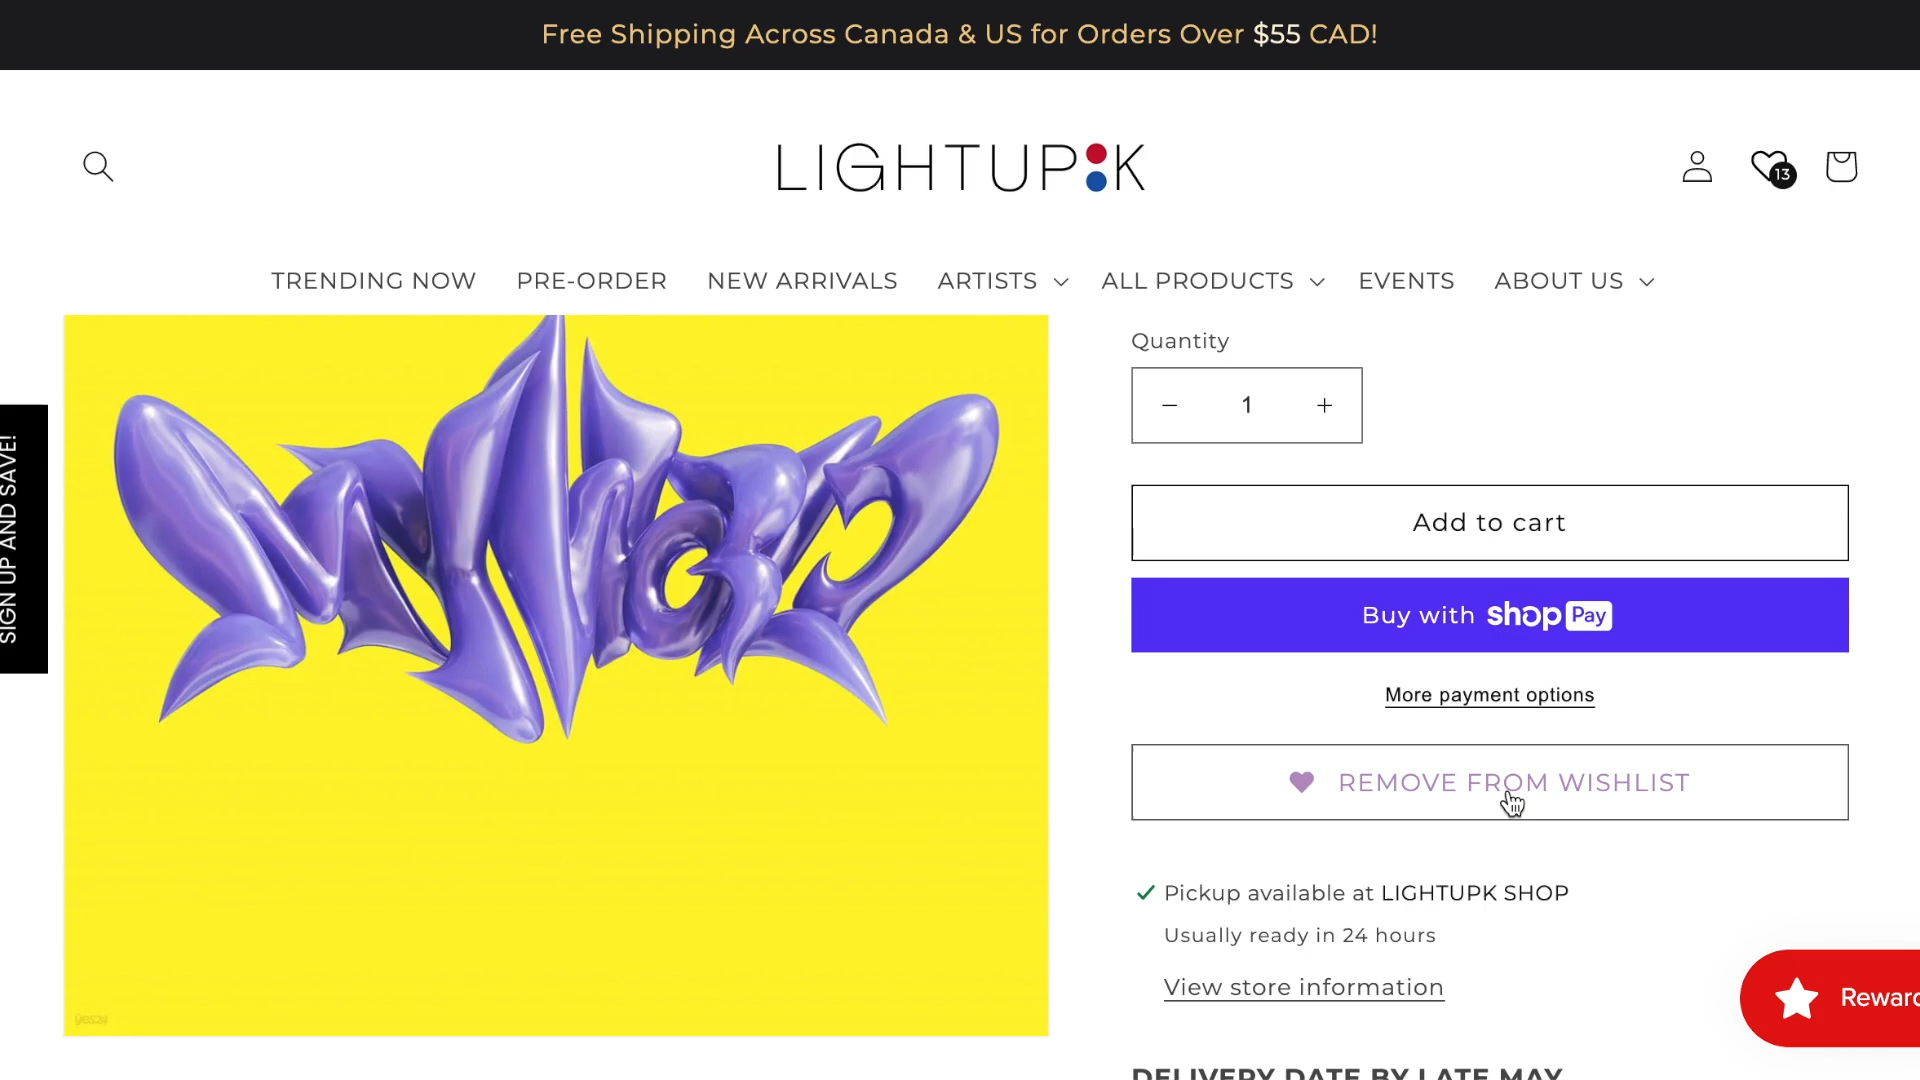 Free Shipping Across Canada & US for Orders Over $55 CAD!
LIGHTUPK
13
TRENDING NOW PRE-ORDER NEW ARRIVALS ARTISTS ALL PRODUCTS EVENTS ABOUT US
SIGN UP AND SAVE!
Quantity
− 1 +
Add to cart
Buy with shop Pay
More payment options
REMOVE FROM WISHLIST
Pickup available at LIGHTUPK SHOP
Usually ready in 24 hours
View store information
Reward
yes24
DELIVERY DATE BY LATE MAY